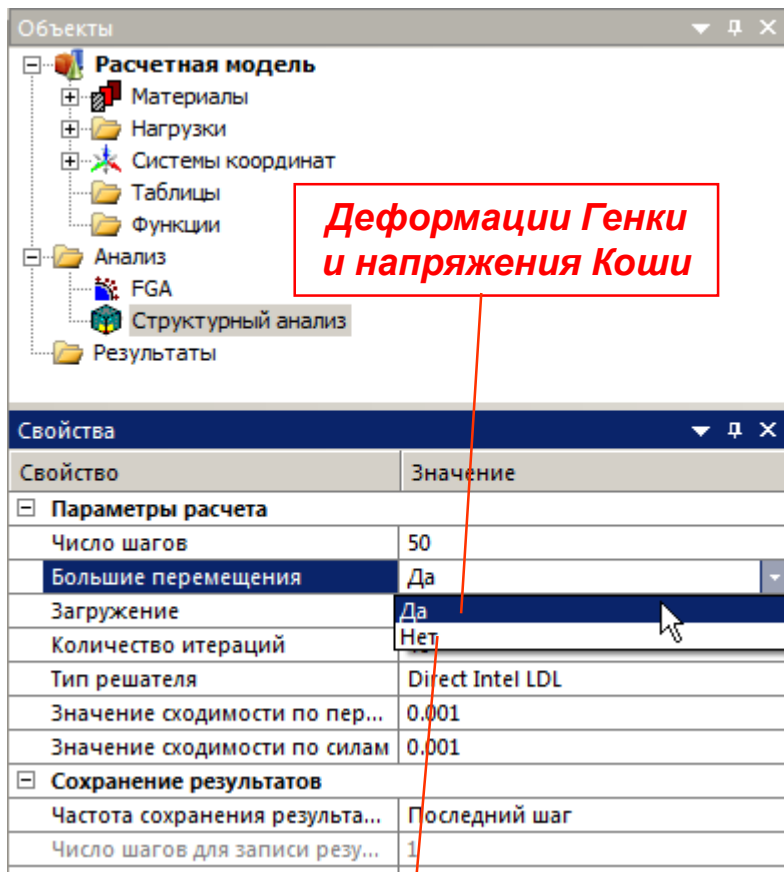 Объекты
Расчетная модель
Материалы
Нагрузки
Системы координат
Таблицы
Функции
Деформации Генки
и напряжения Коши
Анализ
FGA
Структурный анализ
Результаты
Свойства
Свойство Значение
Параметры расчета
Число шагов 50
Большие перемещения Да
Загружение Да
Нет
Количество итераций
Тип решателя Direct Intel LDL
Значение сходимости по пер... 0.001
Значение сходимости по силам 0.001
Сохранение результатов
Частота сохранения результа... Последний шаг
Число шагов для записи резу... 1